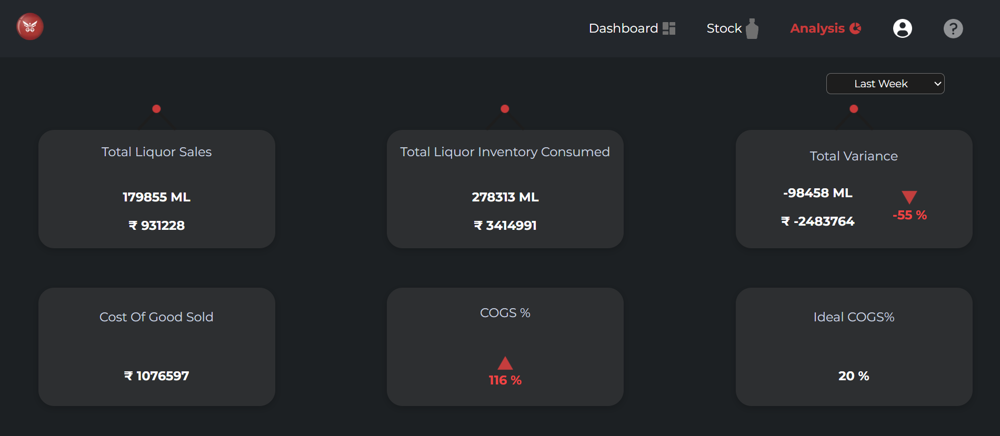 Dashboard Stock Analysis ?
Last Week
Total Liquor Sales
179855 ML
₹ 931228
Total Liquor Inventory Consumed
278313 ML
₹ 3414991
Total Variance
-98458 ML
₹ -2483764
-55 %
Cost Of Good Sold
₹ 1076597
COGS %
116 %
Ideal COGS%
20 %